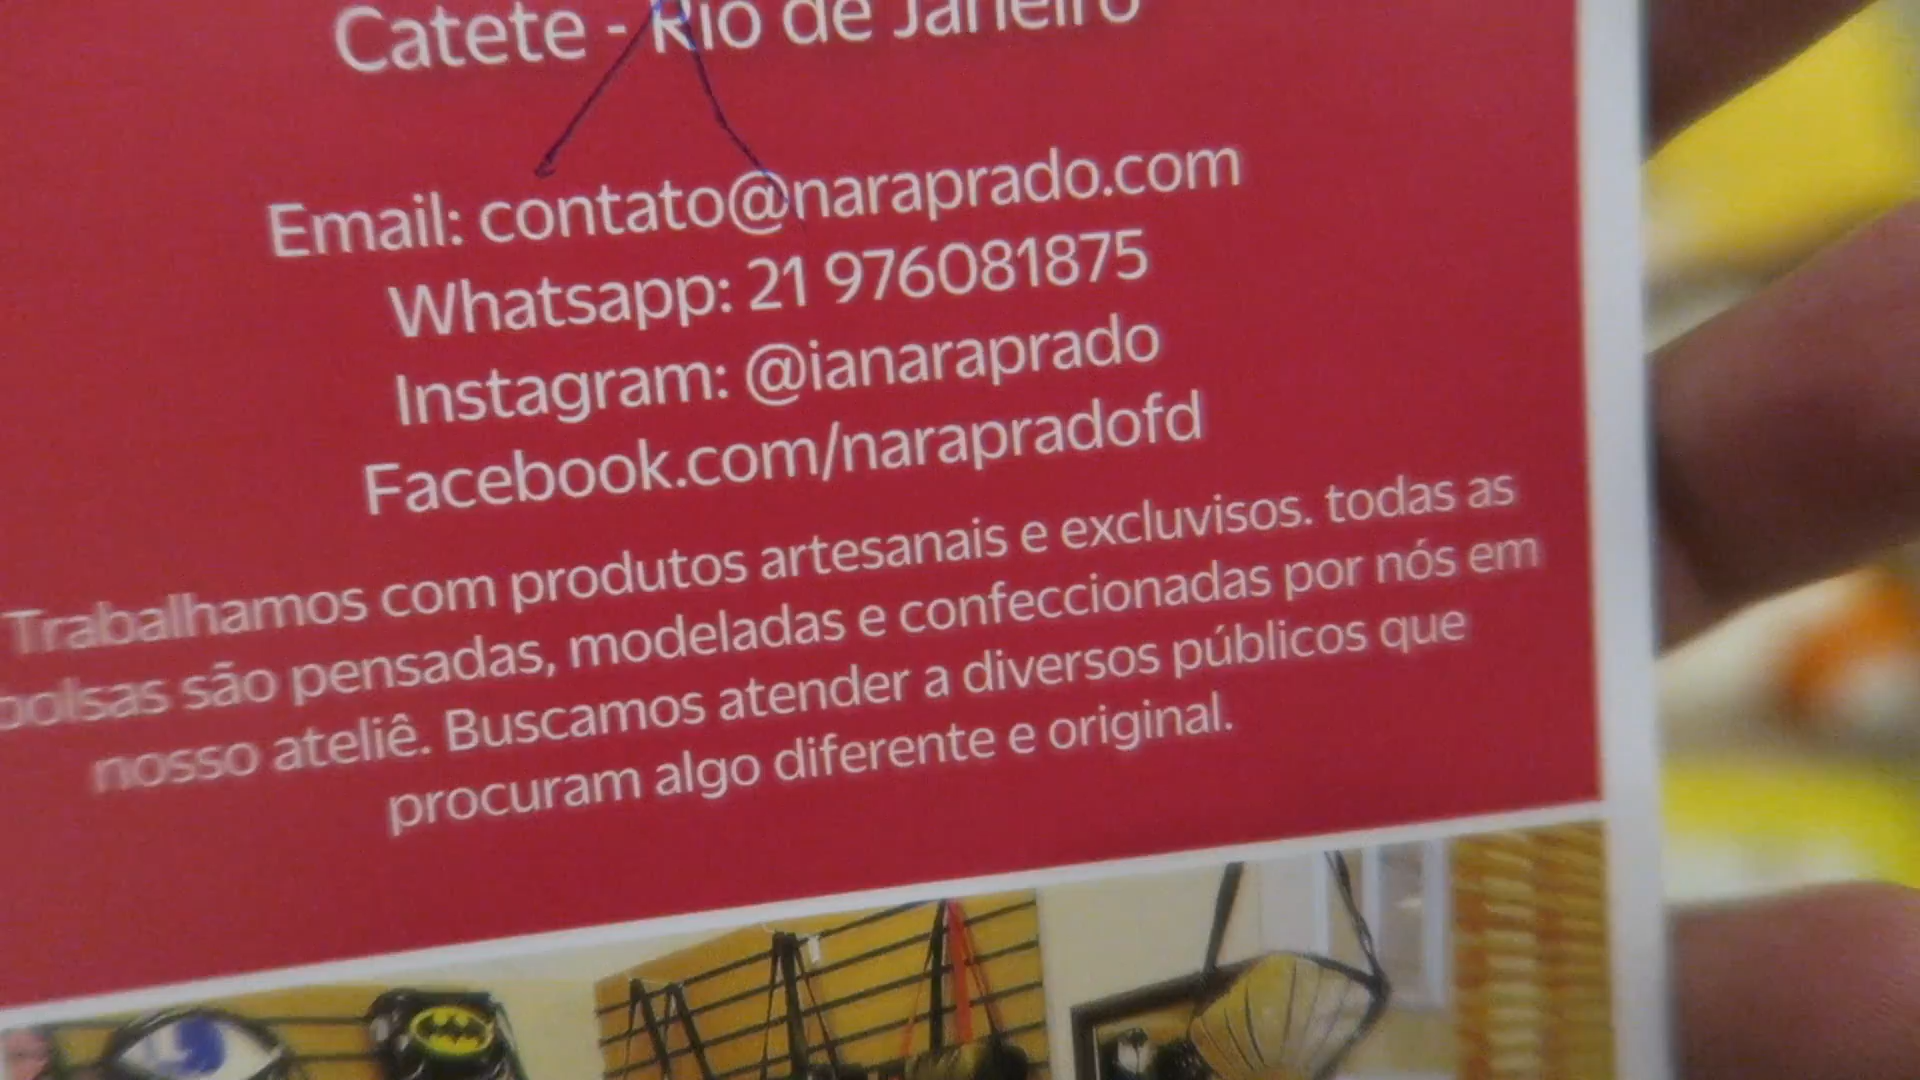 Catete - Rio de Janeiro
Email: contato@naraprado.com
Whatsapp: 21 976081875
Instagram: @ianaraprado
Facebook.com/narapradofd
Trabalhamos com produtos artesanais e excluvisos. todas as
bolsas são pensadas, modeladas e confeccionadas por nós em
nosso ateliê. Buscamos atender a diversos públicos que
procuram algo diferente e original.